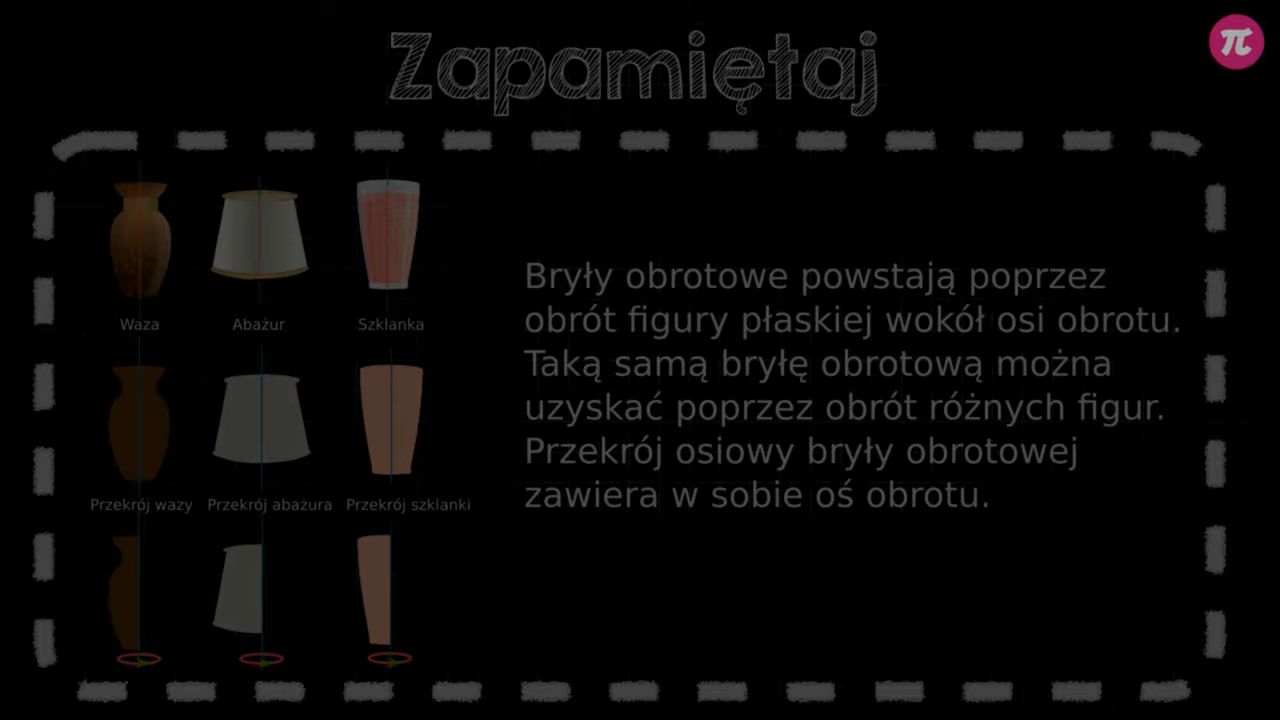 Zapamiętaj
π
Waza Abażur Szklanka
Przekrój wazy Przekrój abażura Przekrój szklanki
Bryły obrotowe powstają poprzez
obrót figury płaskiej wokół osi obrotu.
Taką samą bryłę obrotową można
uzyskać poprzez obrót różnych figur.
Przekrój osiowy bryły obrotowej
zawiera w sobie oś obrotu.